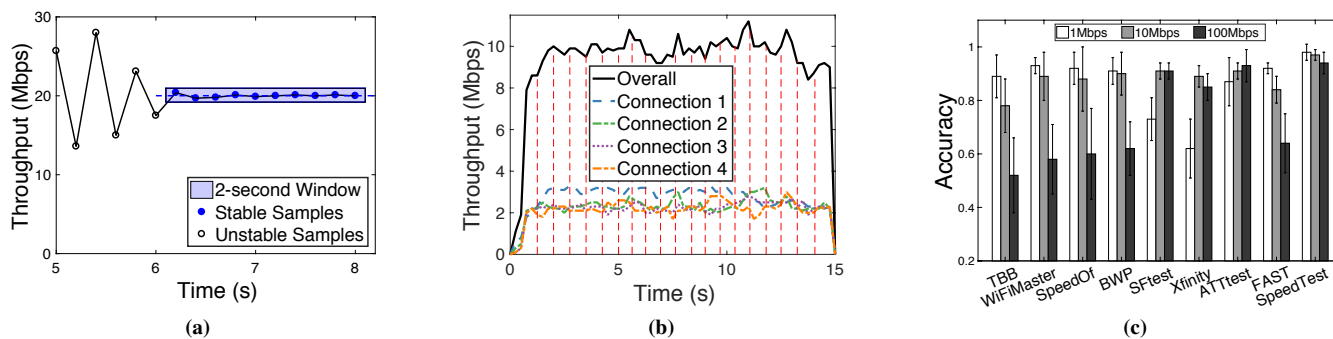 Throughput (Mbps)
30
20
10
0
2-second Window
Stable Samples
Unstable Samples
5 6 7 8
Time (s)
(a)
Throughput (Mbps)
10
8
6
4
2
0
Overall
Connection 1
Connection 2
Connection 3
Connection 4
0 5 10 15
Time (s)
(b)
Accuracy
1
0.8
0.6
0.4
0.2
1Mbps 10Mbps 100Mbps
TBB
WiFiMaster
SpeedOf
BWP
SFtest
Xfinity
ATTtest
FAST
SpeedTest
(c)